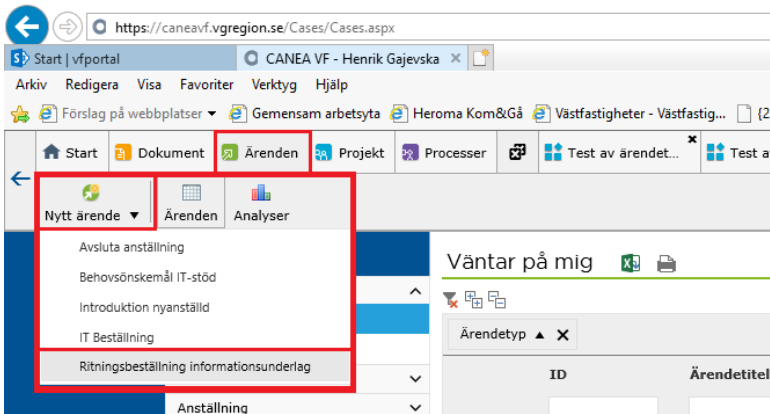 https://caneavf.vgregion.se/Cases/Cases.aspx
Start | vfportal
CANEA VF - Henrik Gajevska
Arkiv Redigera Visa Favoriter Verktyg Hjälp
Förslag på webbplatser Gemensam arbetsyta Heroma Kom&Gå Västfastigheter - Västfastig... {2
Start Dokument Ärenden Projekt Processer Test av ärendet... Test a
Nytt ärende Ärenden Analyser
Avsluta anställning
Behovsönskemål IT-stöd
Introduktion nyanställd
IT Beställning
Ritningsbeställning informationsunderlag
Anställning
Väntar på mig
Ärendetyp
ID Ärendetitel